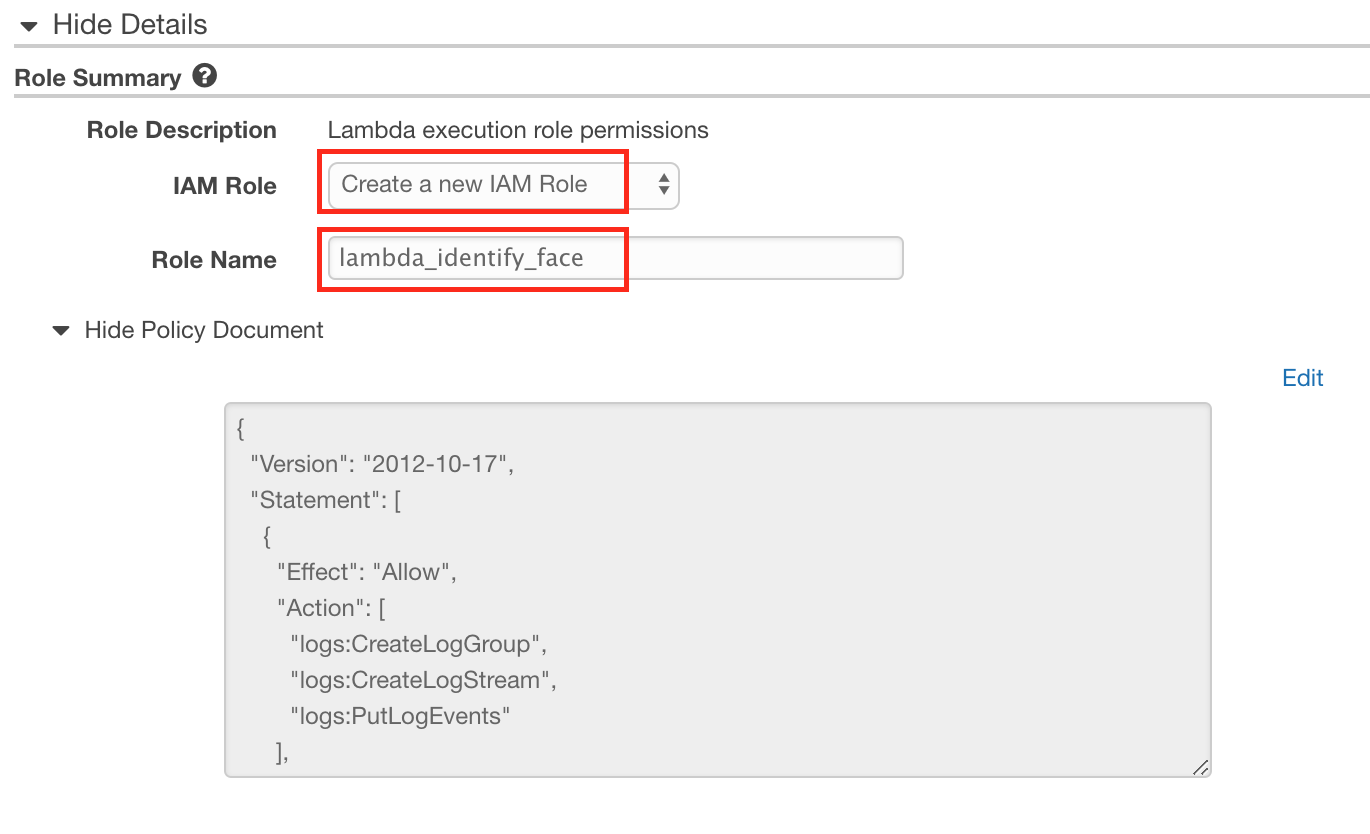 Hide Details
Role Summary ?
Role Description Lambda execution role permissions
IAM Role Create a new IAM Role
Role Name lambda_identify_face
Hide Policy Document
Edit
{
"Version": "2012-10-17",
"Statement": [
{
"Effect": "Allow",
"Action": [
"logs:CreateLogGroup",
"logs:CreateLogStream",
"logs:PutLogEvents"
],